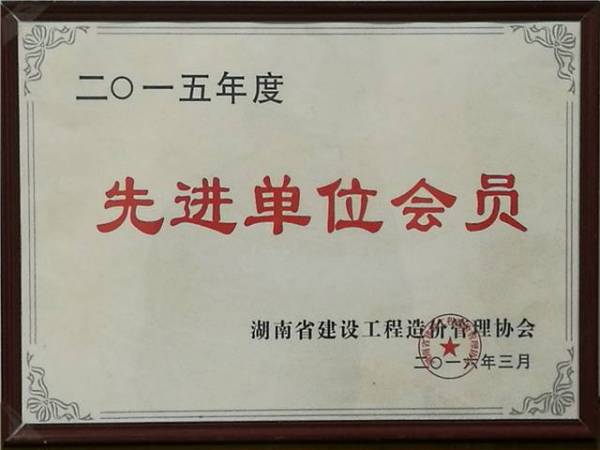 二〇一五年度
先进单位会员
湖南省建设工程造价管理协会
二〇一六年三月